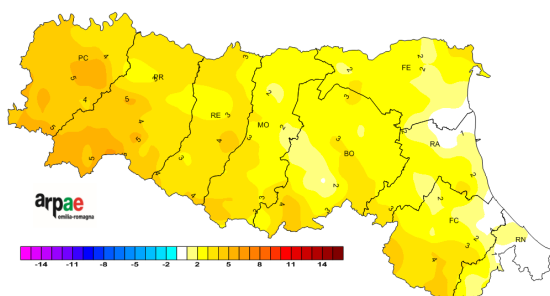 PC
PR
RE
MO
BO
FE
RA
FC
RN
arpae
emilia-romagna
-14 -11 -8 -5 -2 2 5 8 11 14